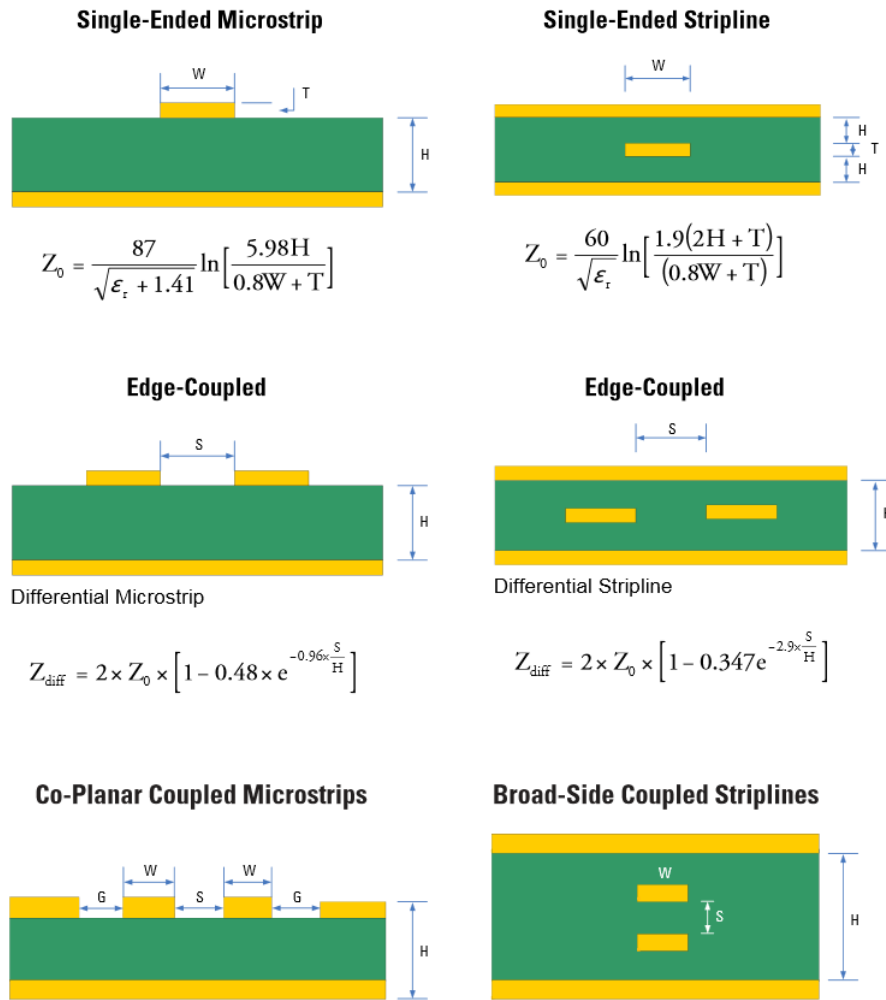 Single-Ended Microstrip
W
T
H
Z₀ = 87 / √(εᵣ + 1.41) ln[5.98H / 0.8W + T]
Single-Ended Stripline
W
H
T
H
Z₀ = 60 / √εᵣ ln[1.9(2H + T) / (0.8W + T)]
Edge-Coupled
S
H
Differential Microstrip
Z_diff = 2 × Z₀ × [1 − 0.48 × e^(−0.96× S/H)]
Edge-Coupled
S
Differential Stripline
Z_diff = 2 × Z₀ × [1 − 0.347e^(−2.9× S/H)]
Co-Planar Coupled Microstrips
W
W
G
S
G
H
Broad-Side Coupled Striplines
W
S
H